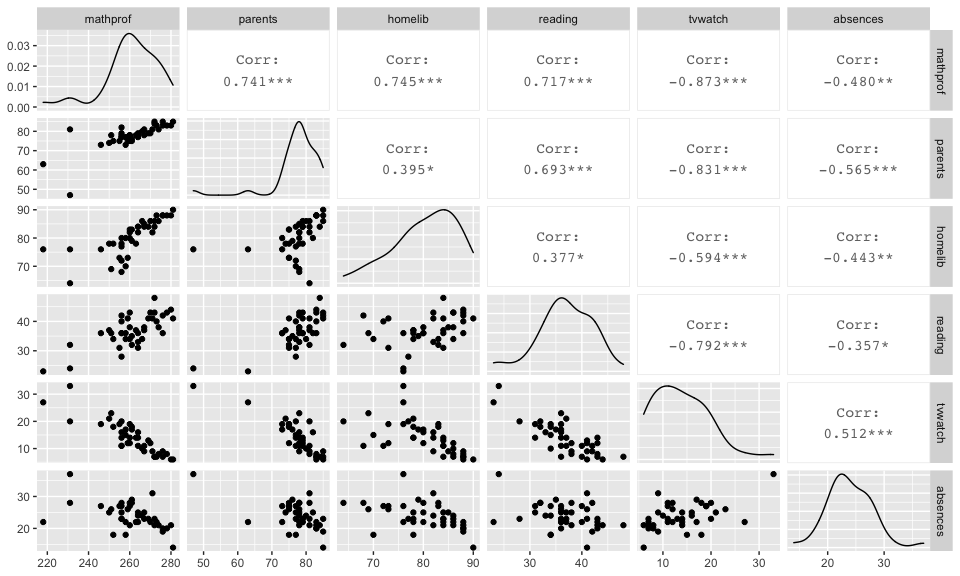 mathprof parents homelib reading tvwatch absences
0.03
0.02
0.01
0.00
Corr: Corr: Corr: Corr: Corr:
0.741*** 0.745*** 0.717*** -0.873*** -0.480**
mathprof
80
70
60
50
Corr: Corr: Corr: Corr:
0.395* 0.693*** -0.831*** -0.565***
parents
90
80
70
Corr: Corr: Corr:
0.377* -0.594*** -0.443**
homelib
40
30
Corr: Corr:
-0.792*** -0.357*
reading
30
20
10
Corr:
0.512***
tvwatch
30
20
absences
220 240 260 280 50 60 70 80 70 80 90 30 40 10 20 30 20 30